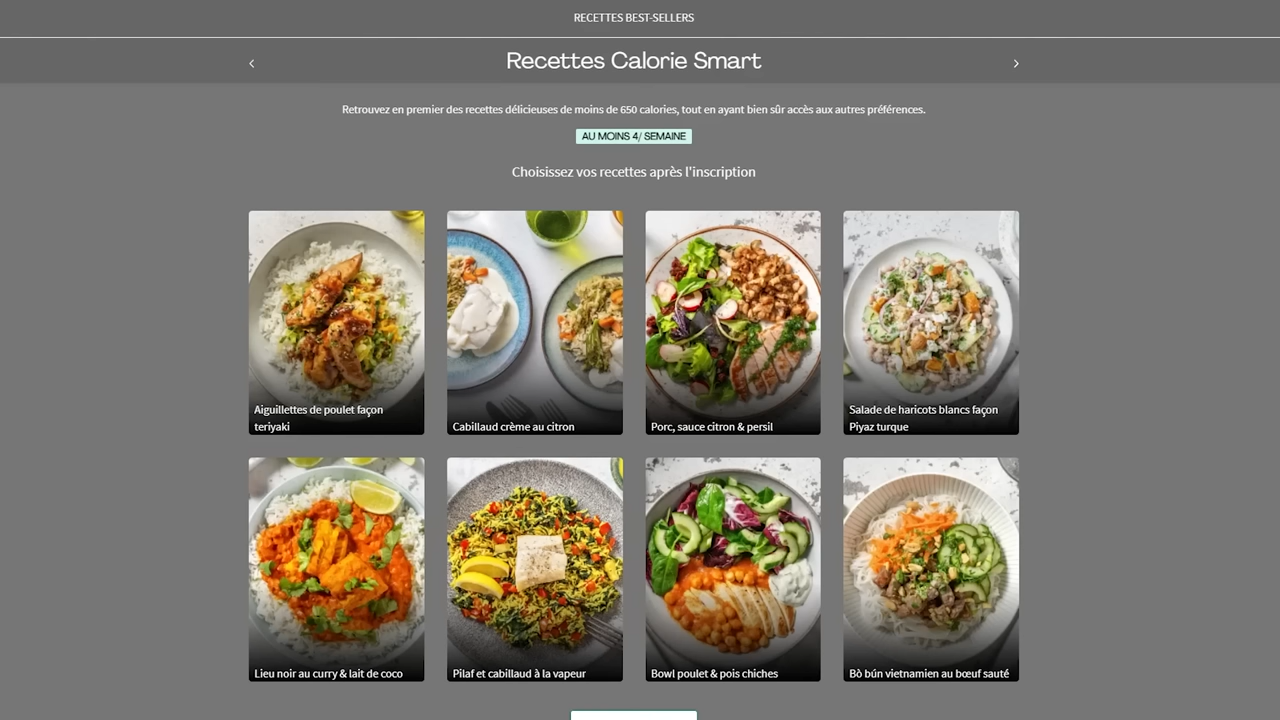 RECETTES BEST-SELLERS
Recettes Calorie Smart
Retrouvez en premier des recettes délicieuses de moins de 650 calories, tout en ayant bien sûr accès aux autres préférences.
AU MOINS 4/ SEMAINE
Choisissez vos recettes après l'inscription
Aiguillettes de poulet façon
teriyaki
Cabillaud crème au citron
Porc, sauce citron & persil
Salade de haricots blancs façon
Piyaz turque
Lieu noir au curry & lait de coco
Pilaf et cabillaud à la vapeur
Bowl poulet & pois chiches
Bò bún vietnamien au bœuf sauté